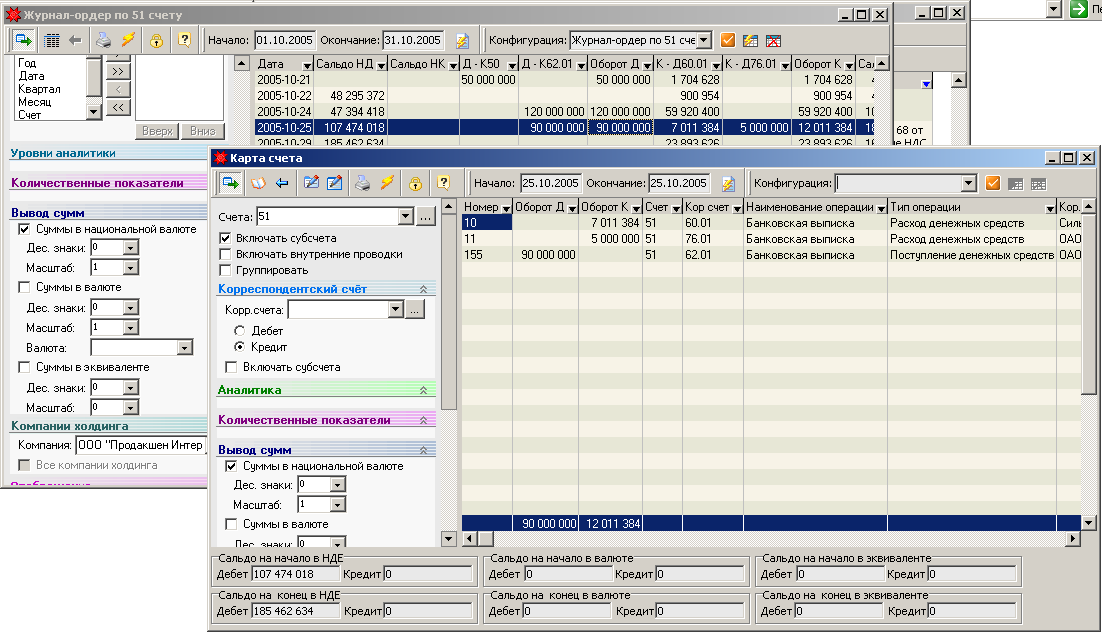 Журнал-ордер по 51 счету
Начало: 01.10.2005 Окончание: 31.10.2005 Конфигурация: Журнал-ордер по 51 сче
Год
Дата
Квартал
Месяц
Счет
>>
<
<<
Вверх Вниз
Дата Сальдо НД Сальдо НК Д - К50 Д - К62.01 Оборот Д К - Д60.01 К - Д76.01 Оборот К Сал
2005-10-21 50 000 000 50 000 000 1 704 628 1 704 628
2005-10-22 48 295 372 900 954 900 954
2005-10-24 47 394 418 120 000 000 120 000 000 59 920 400 59 920 400 10
2005-10-25 107 474 018 90 000 000 90 000 000 7 011 384 5 000 000 12 011 384 18
2005-10-29 185 462 634 23 893 626 23 893 626 16
68 от
е НДС
Уровни аналитики
Количественные показатели
Вывод сумм
Суммы в национальной валюте
Дес. знаки: 0
Масштаб: 1
Суммы в валюте
Дес. знаки: 0
Масштаб: 1
Валюта:
Суммы в эквиваленте
Дес. знаки: 0
Масштаб: 0
Компании холдинга
Компания: ООО "Продакшен Интер
Все компании холдинга
Отображение
Карта счета
Начало: 25.10.2005 Окончание: 25.10.2005 Конфигурация:
Счета: 51 ...
Включать субсчета
Включать внутренние проводки
Группировать
Корреспондентский счёт
Корр.счета: ...
Дебет
Кредит
Включать субсчета
Аналитика
Количественные показатели
Вывод сумм
Суммы в национальной валюте
Дес. знаки: 0
Масштаб: 1
Суммы в валюте
Дес. знаки: 0
Номер Оборот Д Оборот К Счет Кор счет Наименование операции Тип операции Кор.
10 7 011 384 51 60.01 Банковская выписка Расход денежных средств Силь
11 5 000 000 51 76.01 Банковская выписка Расход денежных средств ОАО
155 90 000 000 51 62.01 Банковская выписка Поступление денежных средств ОАО
90 000 000 12 011 384
Сальдо на начало в НДЕ Сальдо на начало в валюте Сальдо на начало в эквиваленте
Дебет 107 474 018 Кредит 0 Дебет 0 Кредит 0 Дебет 0 Кредит 0
Сальдо на конец в НДЕ Сальдо на конец в валюте Сальдо на конец в эквиваленте
Дебет 185 462 634 Кредит 0 Дебет 0 Кредит 0 Дебет 0 Кредит 0